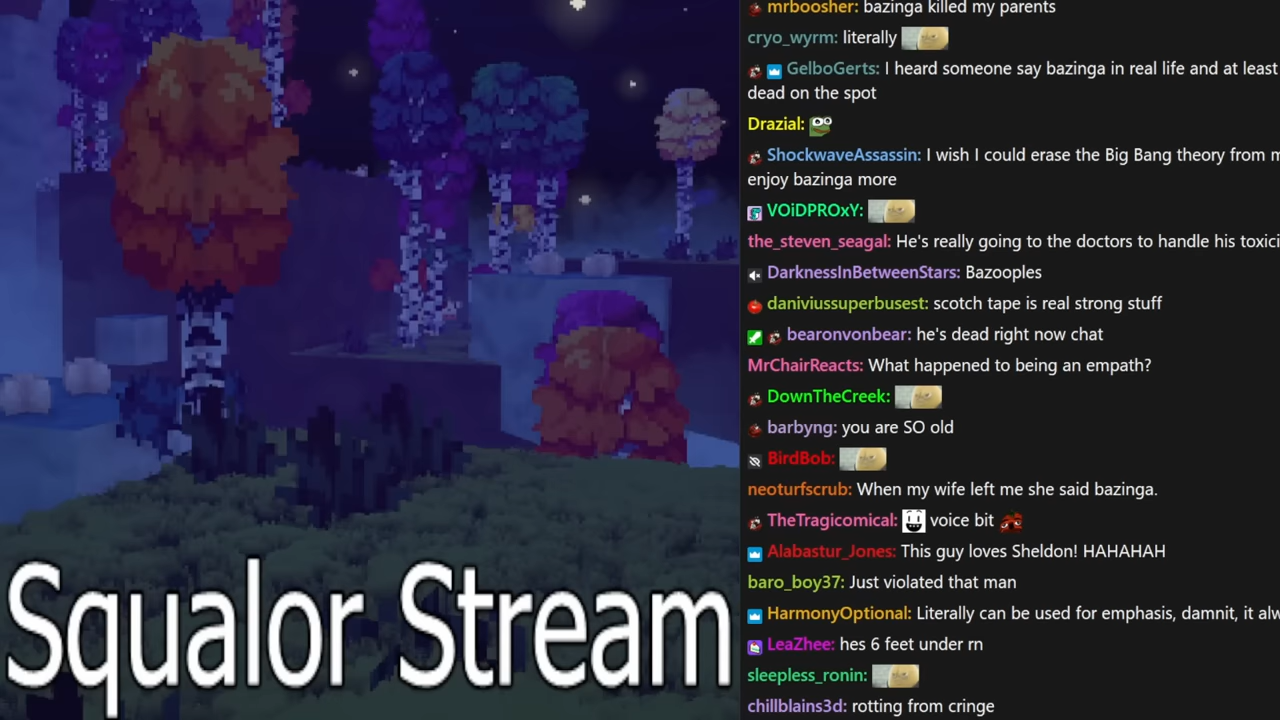 mrboosher: bazinga killed my parents
cryo_wyrm: literally
GelboGerts: I heard someone say bazinga in real life and at least
dead on the spot
Drazial:
ShockwaveAssassin: I wish I could erase the Big Bang theory from m
enjoy bazinga more
VOiDPROxY:
the_steven_seagal: He's really going to the doctors to handle his toxici
DarknessInBetweenStars: Bazooples
daniviussuperbusest: scotch tape is real strong stuff
bearonvonbear: he's dead right now chat
MrChairReacts: What happened to being an empath?
DownTheCreek:
barbyng: you are SO old
BirdBob:
neoturfscrub: When my wife left me she said bazinga.
TheTragicomical: voice bit
Alabastur_Jones: This guy loves Sheldon! HAHAHAH
baro_boy37: Just violated that man
HarmonyOptional: Literally can be used for emphasis, damnit, it alw
LeaZhee: hes 6 feet under rn
sleepless_ronin:
chillblains3d: rotting from cringe
Squalor Stream